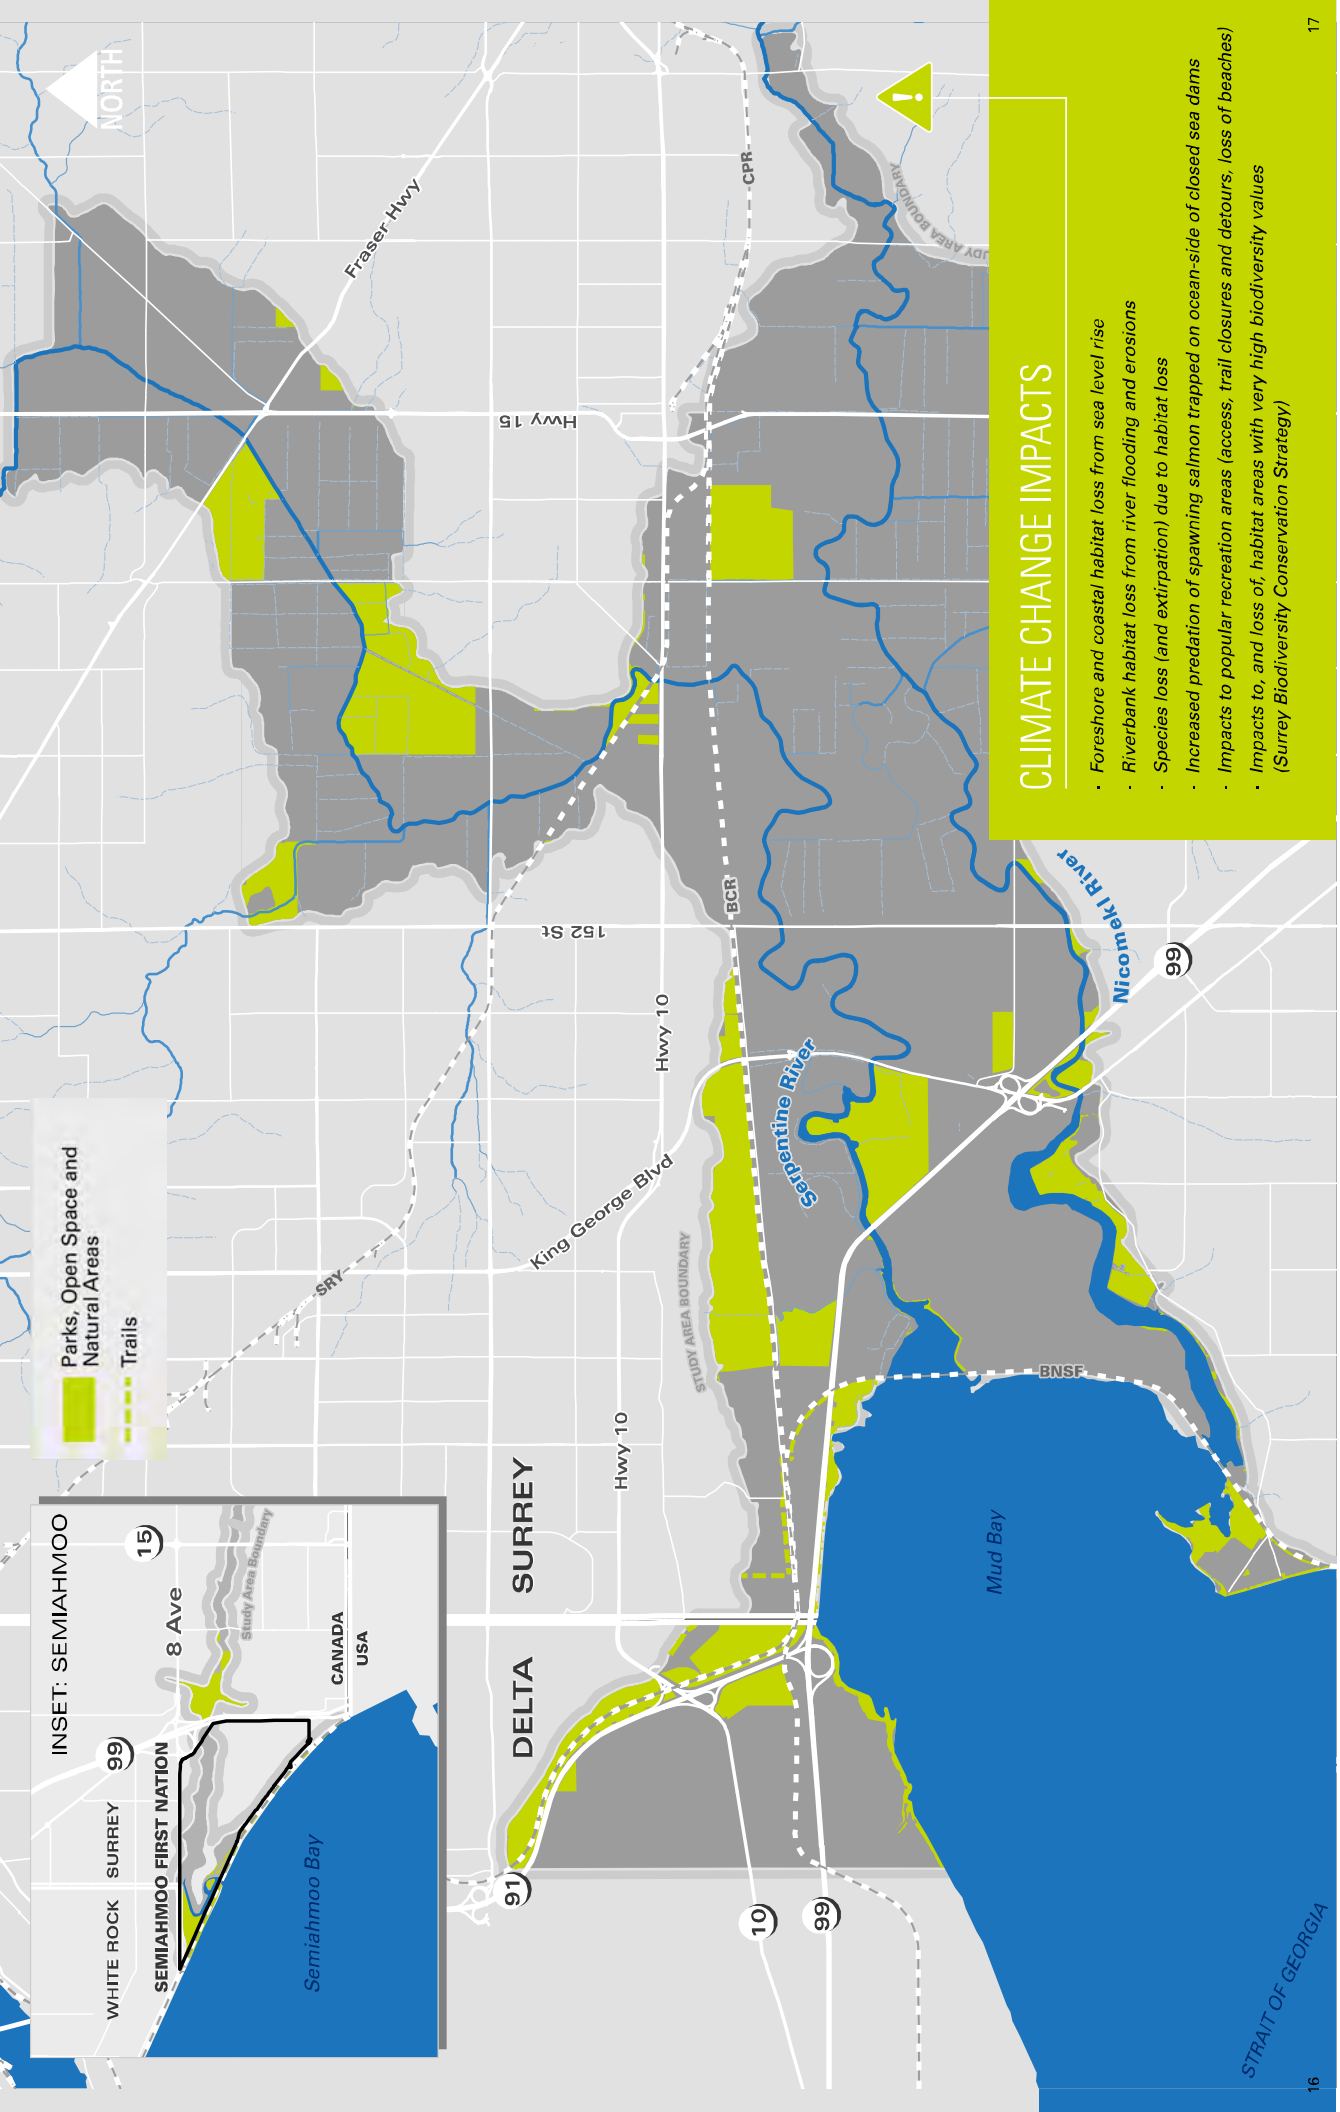 INSET: SEMIAHMOO
15
99
8 Ave
WHITE ROCK
SURREY
SEMIAHMOO FIRST NATION
Study Area Boundary
CANADA
USA
Semiahmoo Bay
Parks, Open Space and
Natural Areas
Trails
NORTH
Fraser Hwy
SRY
Hwy 15
152 St
Hwy 10
King George Blvd
Hwy 10
DELTA
SURREY
91
STUDY AREA BOUNDARY
CPR
BCR
10
99
Serpentine River
BNSF
Mud Bay
Nicomekl River
99
STRAIT OF GEORGIA
UDY AREA BOUNDARY
!
CLIMATE CHANGE IMPACTS
· Foreshore and coastal habitat loss from sea level rise
· Riverbank habitat loss from river flooding and erosions
· Species loss (and extirpation) due to habitat loss
· Increased predation of spawning salmon trapped on ocean-side of closed sea dams
· Impacts to popular recreation areas (access, trail closures and detours, loss of beaches)
· Impacts to, and loss of, habitat areas with very high biodiversity values
(Surrey Biodiversity Conservation Strategy)
16
17